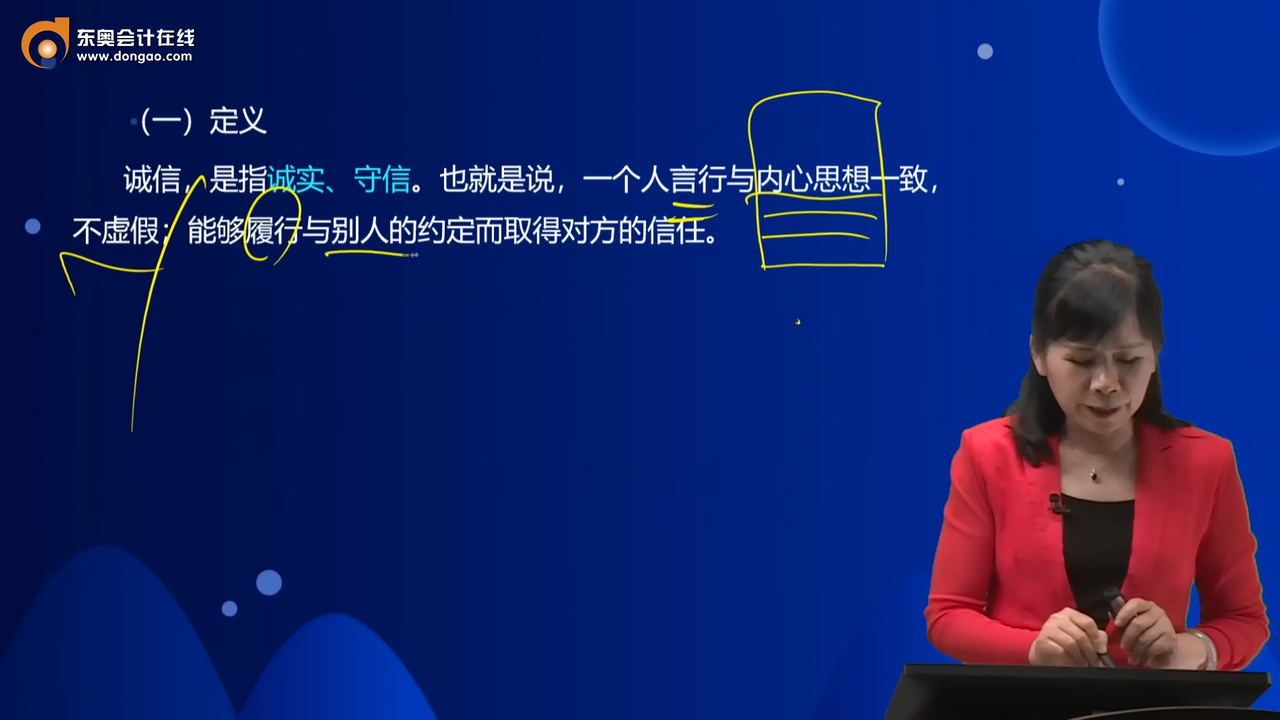 东奥会计在线
www.dongao.com
（一）定义
诚信，是指诚实、守信。也就是说，一个人言行与内心思想一致，
不虚假；能够履行与别人的约定而取得对方的信任。